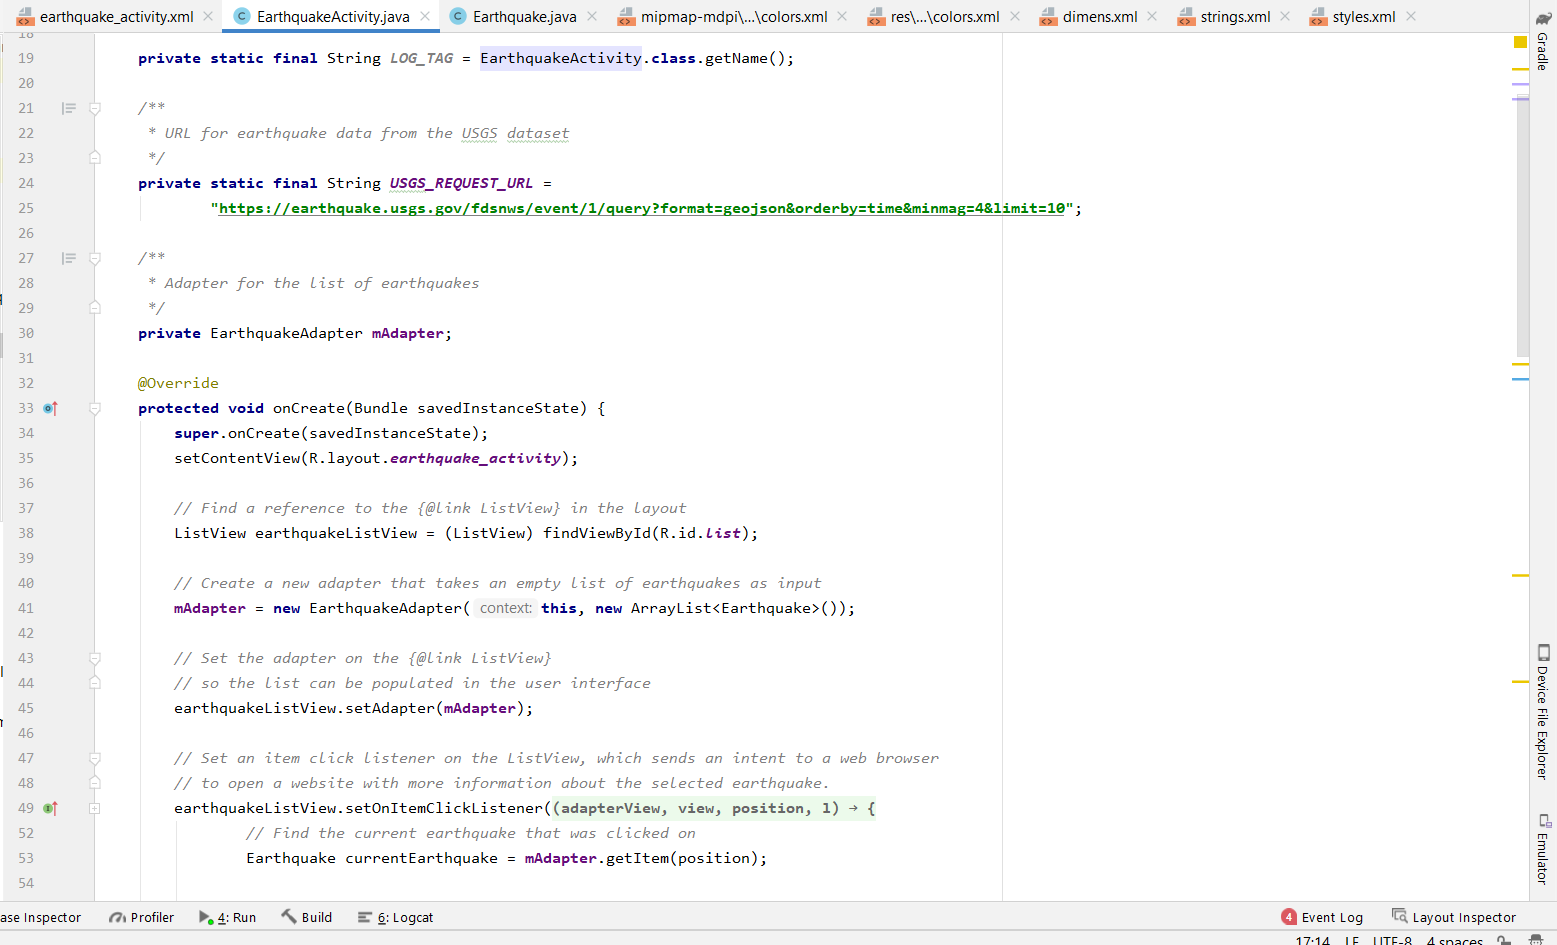 earthquake_activity.xml EarthquakeActivity.java Earthquake.java mipmap-mdpi\...\colors.xml res\...\colors.xml dimens.xml strings.xml styles.xml
Gradle
18
19 private static final String LOG_TAG = EarthquakeActivity.class.getName();
20
21 /**
22 * URL for earthquake data from the USGS dataset
23 */
24 private static final String USGS_REQUEST_URL =
25 "https://earthquake.usgs.gov/fdsnws/event/1/query?format=geojson&orderby=time&minmag=4&limit=10";
26
27 /**
28 * Adapter for the list of earthquakes
29 */
30 private EarthquakeAdapter mAdapter;
31
32 @Override
33 protected void onCreate(Bundle savedInstanceState) {
34 super.onCreate(savedInstanceState);
35 setContentView(R.layout.earthquake_activity);
36
37 // Find a reference to the {@link ListView} in the layout
38 ListView earthquakeListView = (ListView) findViewById(R.id.list);
39
40 // Create a new adapter that takes an empty list of earthquakes as input
41 mAdapter = new EarthquakeAdapter( context: this, new ArrayList<Earthquake>());
42
43 // Set the adapter on the {@link ListView}
44 // so the list can be populated in the user interface
45 earthquakeListView.setAdapter(mAdapter);
46
47 // Set an item click listener on the ListView, which sends an intent to a web browser
48 // to open a website with more information about the selected earthquake.
49 earthquakeListView.setOnItemClickListener((adapterView, view, position, l) → {
52 // Find the current earthquake that was clicked on
53 Earthquake currentEarthquake = mAdapter.getItem(position);
54
Device File Explorer
Emulator
ase Inspector Profiler 4: Run Build 6: Logcat 4 Event Log Layout Inspector
17:14 LF UTF-8 4 spaces